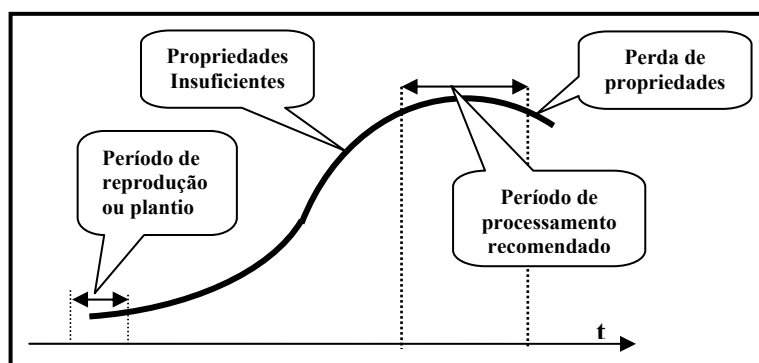 Propriedades
Insuficientes
Perda de
propriedades
Período de
reprodução
ou plantio
Período de
processamento
recomendado
t